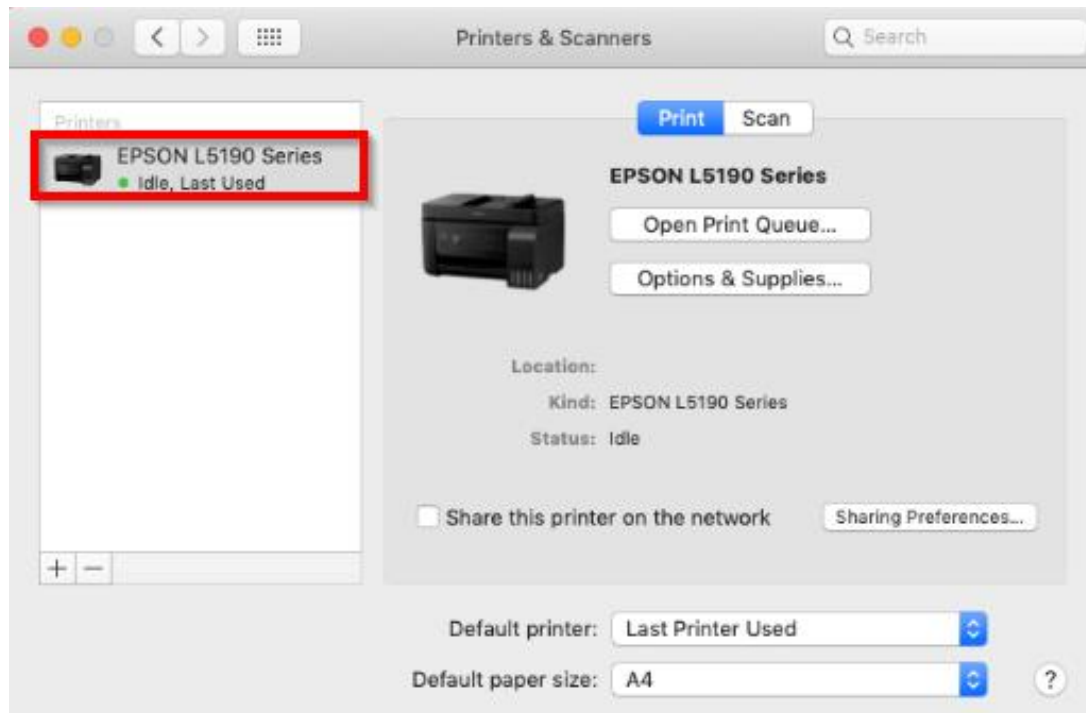 Printers & Scanners
Search
Printers
EPSON L5190 Series
Idle, Last Used
Print Scan
EPSON L5190 Series
Open Print Queue...
Options & Supplies...
Location:
Kind: EPSON L5190 Series
Status: Idle
Share this printer on the network
Sharing Preferences...
Default printer: Last Printer Used
Default paper size: A4
?